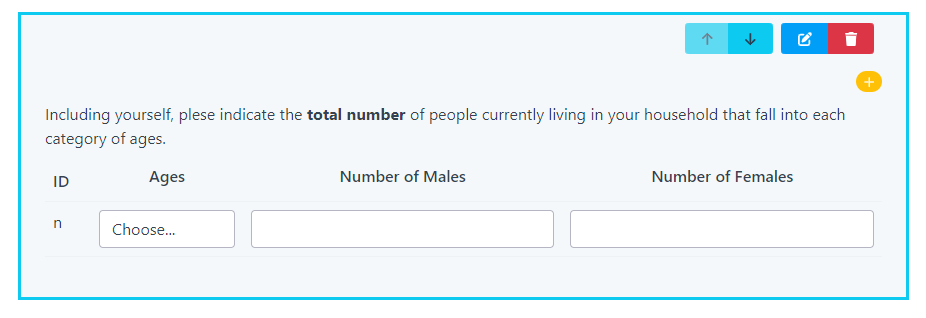 Including yourself, plese indicate the total number of people currently living in your household that fall into each
category of ages.
ID Ages Number of Males Number of Females
n Choose...